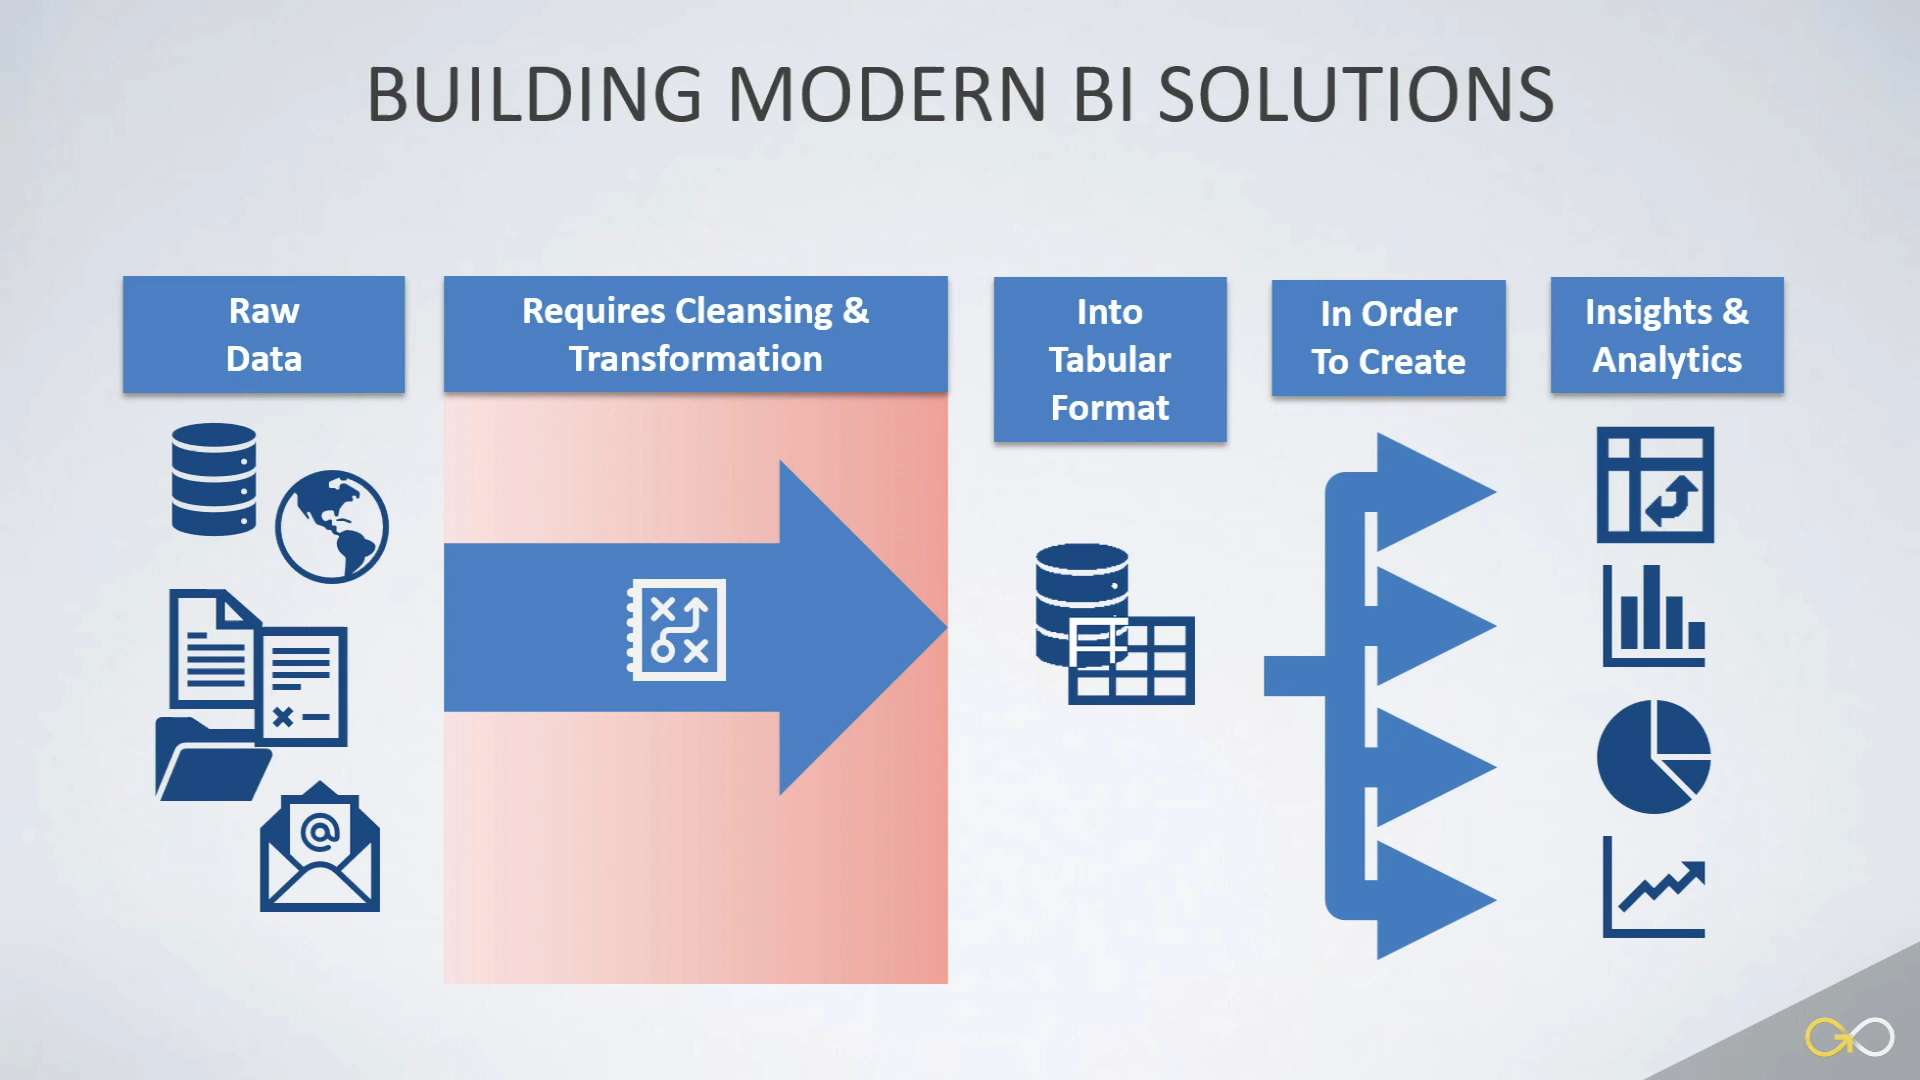 BUILDING MODERN BI SOLUTIONS
Raw
Data
Requires Cleansing &
Transformation
Into
Tabular
Format
In Order
To Create
Insights &
Analytics
@